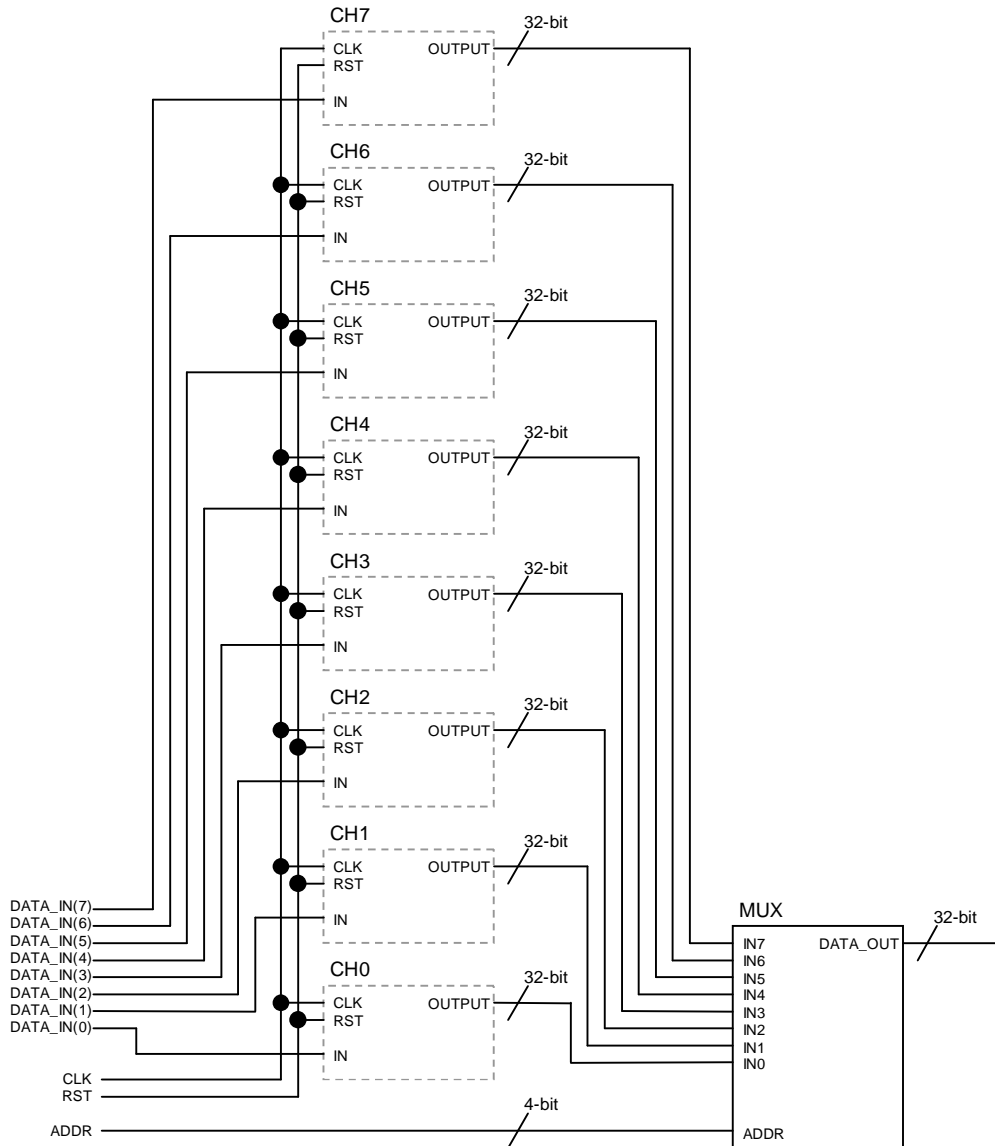 CH7
32-bit
CLK
OUTPUT
RST
IN
CH6
32-bit
CLK
OUTPUT
RST
IN
CH5
32-bit
CLK
OUTPUT
RST
IN
CH4
32-bit
CLK
OUTPUT
RST
IN
CH3
32-bit
CLK
OUTPUT
RST
IN
CH2
32-bit
CLK
OUTPUT
RST
IN
CH1
32-bit
CLK
OUTPUT
RST
IN
CH0
32-bit
CLK
OUTPUT
RST
IN
DATA_IN(7)
DATA_IN(6)
DATA_IN(5)
DATA_IN(4)
DATA_IN(3)
DATA_IN(2)
DATA_IN(1)
DATA_IN(0)
CLK
RST
ADDR
4-bit
MUX
IN7
DATA_OUT
32-bit
IN6
IN5
IN4
IN3
IN2
IN1
IN0
ADDR